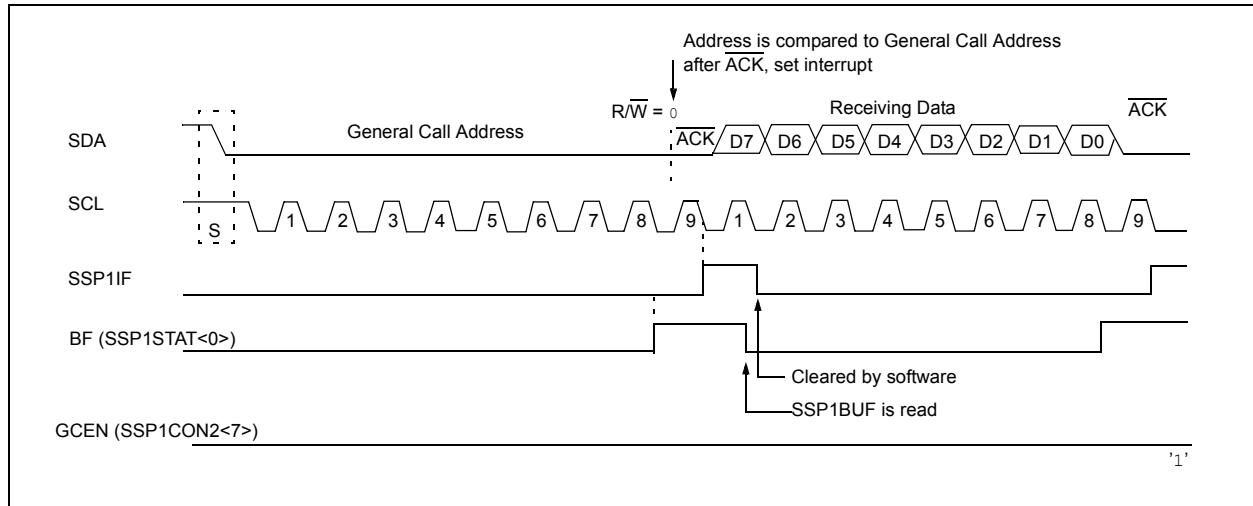 Address is compared to General Call Address
after ACK, set interrupt
R/W = 0
Receiving Data
ACK
SDA
General Call Address
ACK D7 D6 D5 D4 D3 D2 D1 D0
SCL
S
1 2 3 4 5 6 7 8 9 1 2 3 4 5 6 7 8 9
SSP1IF
BF (SSP1STAT<0>)
Cleared by software
SSP1BUF is read
GCEN (SSP1CON2<7>)
'1'